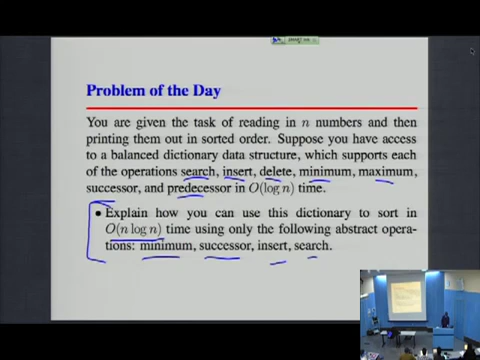 Problem of the Day
You are given the task of reading in n numbers and then
printing them out in sorted order. Suppose you have access
to a balanced dictionary data structure, which supports each
of the operations search, insert, delete, minimum, maximum,
successor, and predecessor in O(log n) time.
• Explain how you can use this dictionary to sort in
O(n log n) time using only the following abstract opera-
tions: minimum, successor, insert, search.